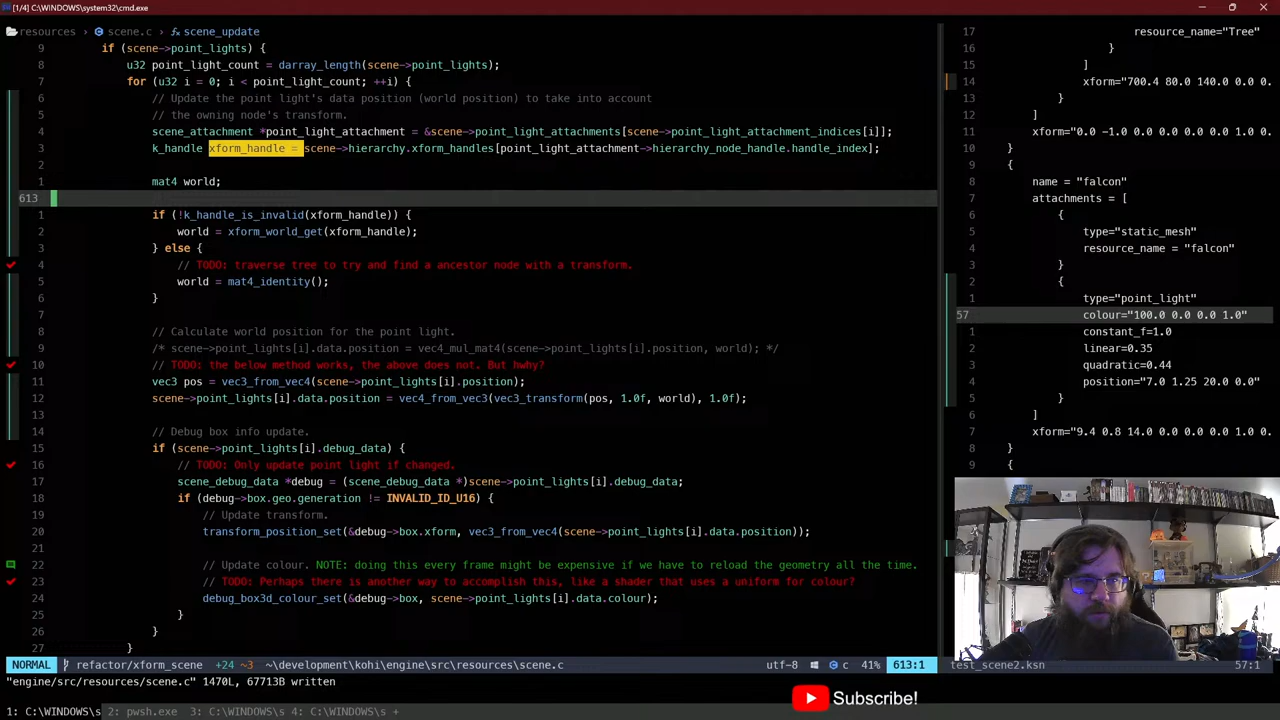 [1/4] C:\WINDOWS\system32\cmd.exe
resources > scene.c > scene_update
9 if (scene->point_lights) {
8 u32 point_light_count = darray_length(scene->point_lights);
7 for (u32 i = 0; i < point_light_count; ++i) {
6 // Update the point light's data position (world position) to take into account
5 // the owning node's transform.
4 scene_attachment *point_light_attachment = &scene->point_light_attachments[scene->point_light_attachment_indices[i]];
3 k_handle xform_handle = scene->hierarchy.xform_handles[point_light_attachment->hierarchy_node_handle.handle_index];
2
1 mat4 world;
613
1 if (!k_handle_is_invalid(xform_handle)) {
2 world = xform_world_get(xform_handle);
3 } else {
4 // TODO: traverse tree to try and find a ancestor node with a transform.
5 world = mat4_identity();
6 }
7
8 // Calculate world position for the point light.
9 /* scene->point_lights[i].data.position = vec4_mul_mat4(scene->point_lights[i].position, world); */
10 // TODO: the below method works, the above does not. But hwhy?
11 vec3 pos = vec3_from_vec4(scene->point_lights[i].position);
12 scene->point_lights[i].data.position = vec4_from_vec3(vec3_transform(pos, 1.0f, world), 1.0f);
13
14 // Debug box info update.
15 if (scene->point_lights[i].debug_data) {
16 // TODO: Only update point light if changed.
17 scene_debug_data *debug = (scene_debug_data *)scene->point_lights[i].debug_data;
18 if (debug->box.geo.generation != INVALID_ID_U16) {
19 // Update transform.
20 transform_position_set(&debug->box.xform, vec3_from_vec4(scene->point_lights[i].data.position));
21
22 // Update colour. NOTE: doing this every frame might be expensive if we have to reload the geometry all the time.
23 // TODO: Perhaps there is another way to accomplish this, like a shader that uses a uniform for colour?
24 debug_box3d_colour_set(&debug->box, scene->point_lights[i].data.colour);
25 }
26 }
27 }
NORMAL refactor/xform_scene +24 ~3 ~\development\kohi\engine\src\resources\scene.c utf-8 c 41% 613:1
"engine/src/resources/scene.c" 1470L, 67713B written
1: C:\WINDOWS\s 2: pwsh.exe 3: C:\WINDOWS\s 4: C:\WINDOWS\s +
17 resource_name="Tree"
16 }
15 ]
14 xform="700.4 80.0 140.0 0.0 0.
13 }
12 ]
11 xform="0.0 -1.0 0.0 0.0 0.0 0.0 1.0 0
10 }
9 {
8 name = "falcon"
7 attachments = [
6 {
5 type="static_mesh"
4 resource_name = "falcon"
3 }
2 {
1 type="point_light"
57 colour="100.0 0.0 0.0 1.0"
1 constant_f=1.0
2 linear=0.35
3 quadratic=0.44
4 position="7.0 1.25 20.0 0.0"
5 }
6 ]
7 xform="9.4 0.8 14.0 0.0 0.0 0.0 1.0 0.
8 }
9 {
test_scene2.ksn 57:1
Subscribe!